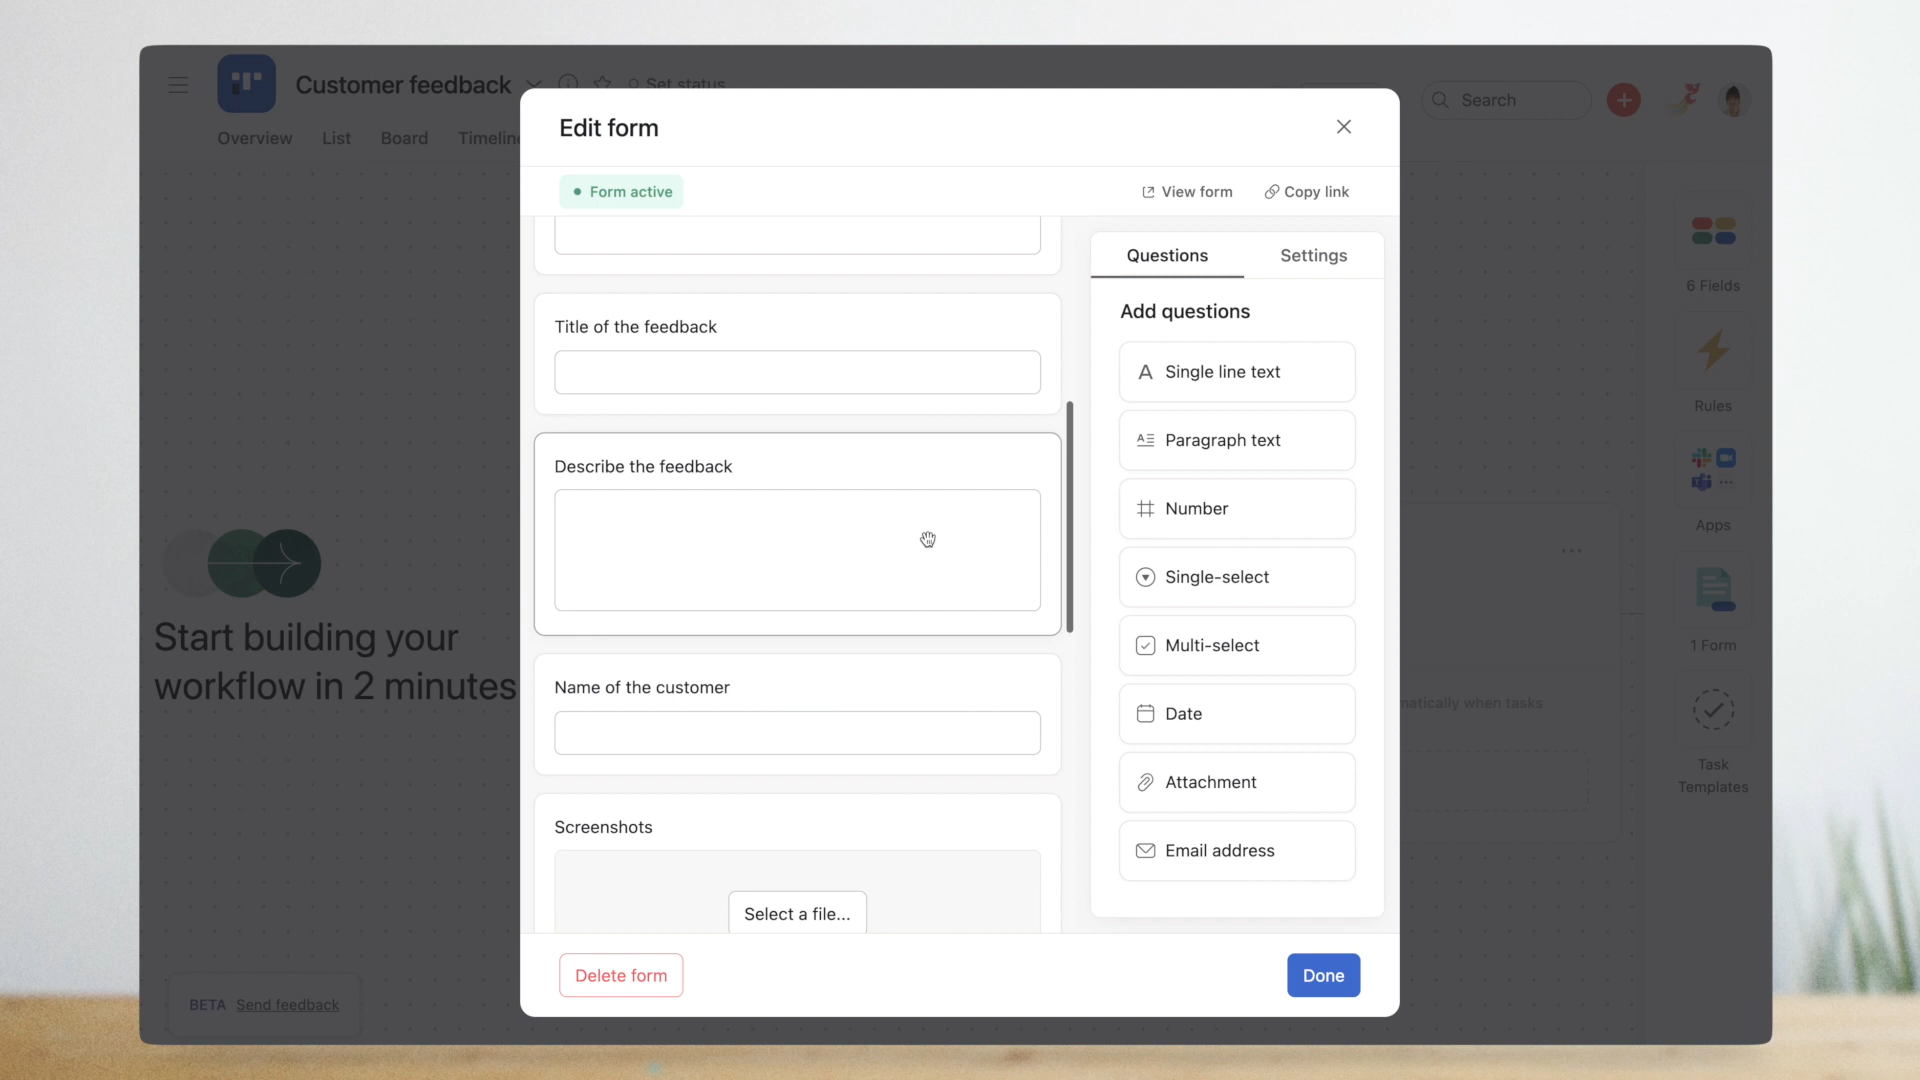 Customer feedback
Set status
Search
Overview
List
Board
Timeline
Edit form
Form active
View form
Copy link
Questions
Settings
Title of the feedback
Describe the feedback
Name of the customer
Screenshots
Select a file...
Add questions
Single line text
Paragraph text
Number
Single-select
Multi-select
Date
Attachment
Email address
Delete form
Done
Start building your
workflow in 2 minutes
BETA Send feedback
6 Fields
Rules
Apps
1 Form
Task
Templates
matically when tasks